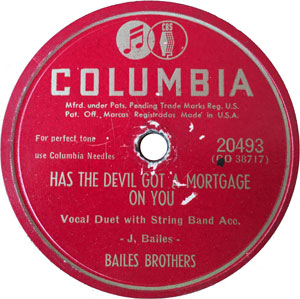 CBS
COLUMBIA
Mfrd. under Pats. Pending Trade Marks Reg. U.S.
Pat. Off., Marcas Registradas Made in U.S.A.
For perfect tone
use Columbia Needles
20493
(CO 38717)
HAS THE DEVIL GOT A MORTGAGE
ON YOU
Vocal Duet with String Band Acc.
- J. Bailes -
BAILES BROTHERS